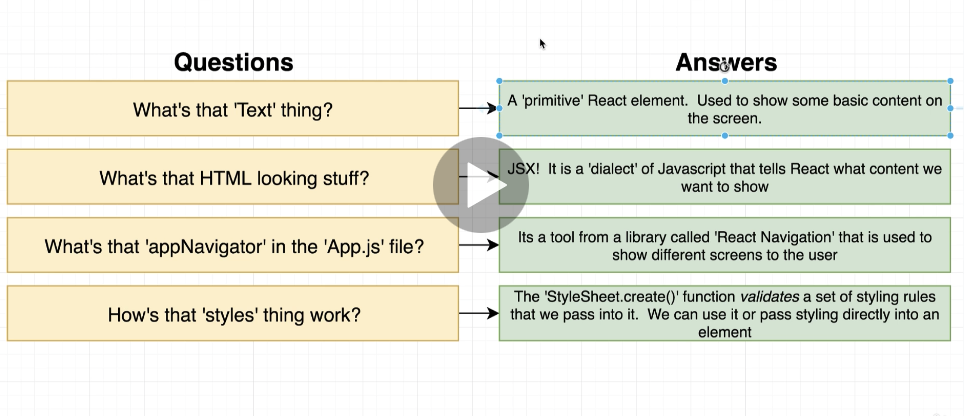 Questions
Answers
What's that 'Text' thing?
A 'primitive' React element. Used to show some basic content on
the screen.
What's that HTML looking stuff?
JSX! It is a 'dialect' of Javascript that tells React what content we
want to show
What's that 'appNavigator' in the 'App.js' file?
Its a tool from a library called 'React Navigation' that is used to
show different screens to the user
How's that 'styles' thing work?
The 'StyleSheet.create()' function validates a set of styling rules
that we pass into it. We can use it or pass styling directly into an
element